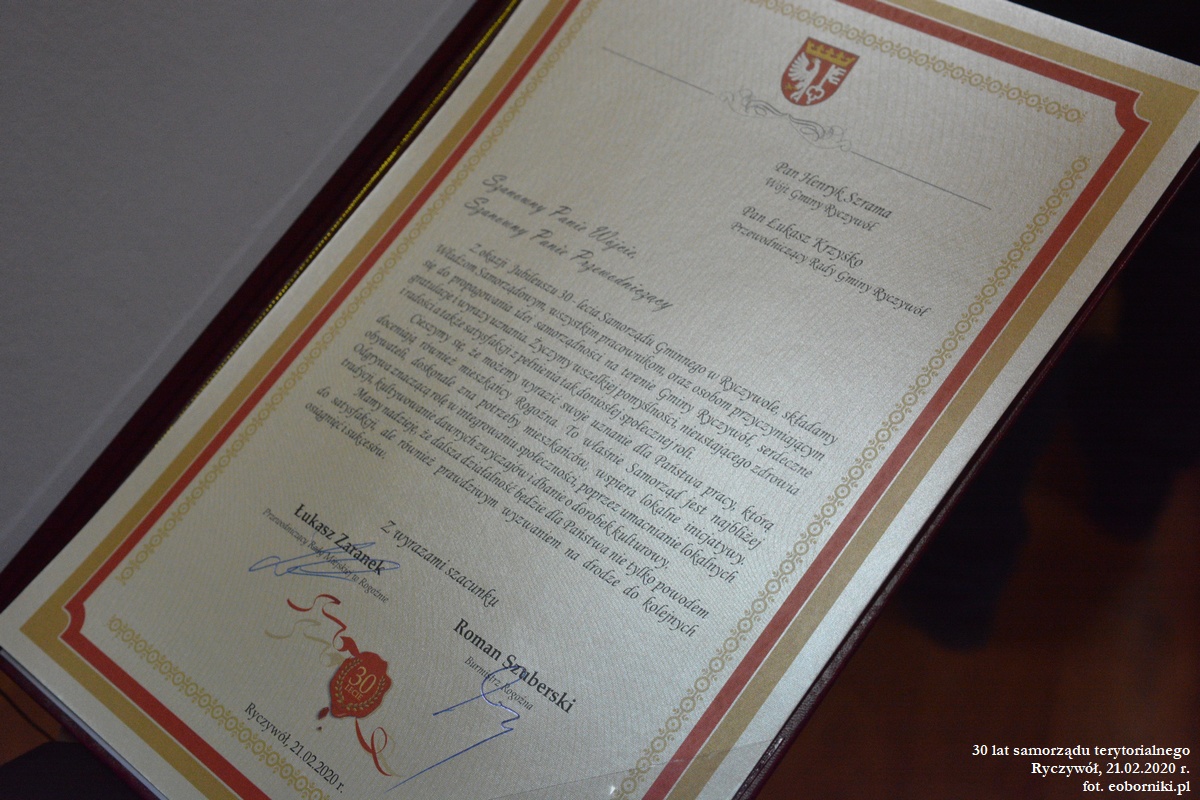 Pan Henryk Szrama
Wójt Gminy Ryczywół
Pan Łukasz Krzyśko
Przewodniczący Rady Gminy Ryczywół
Szanowny Panie Wójcie,
Szanowny Panie Przewodniczący
Z okazji Jubileuszu 30 - lecia Samorządu Gminnego w Ryczywole, składamy
Władzom Samorządowym, wszystkim pracownikom, oraz osobom przyczyniającym
się do propagowania idei samorządności na terenie Gminy Ryczywół, serdeczne
gratulacje i wyrazy uznania. Życzymy wszelkiej pomyślności, nieustającego zdrowia
i radości, a także satysfakcji z pełnienia tak doniosłej społecznej roli.
Cieszymy się, że możemy wyrazić swoje uznanie dla Państwa pracy, którą
doceniają również mieszkańcy Rogoźna. To właśnie Samorząd jest najbliżej
obywateli, doskonale zna potrzeby mieszkańców, wspiera lokalne inicjatywy.
Odgrywa znaczącą rolę w integrowaniu społeczności, poprzez umacnianie lokalnych
tradycji, kultywowanie dawnych zwyczajów i dbanie o dorobek kulturowy.
Mamy nadzieję, że dalsza działalność będzie dla Państwa nie tylko powodem
do satysfakcji, ale również prawdziwym wyzwaniem na drodze do kolejnych
osiągnięć i sukcesów.
Z wyrazami szacunku
Łukasz Zaranek
Przewodniczący Rady Miejskiej w Rogoźnie
Roman Szuberski
Burmistrz Rogoźna
30
lecie
Ryczywół, 21.02.2020 r.
30 lat samorządu terytorialnego
Ryczywół, 21.02.2020 r.
fot. eoborniki.pl